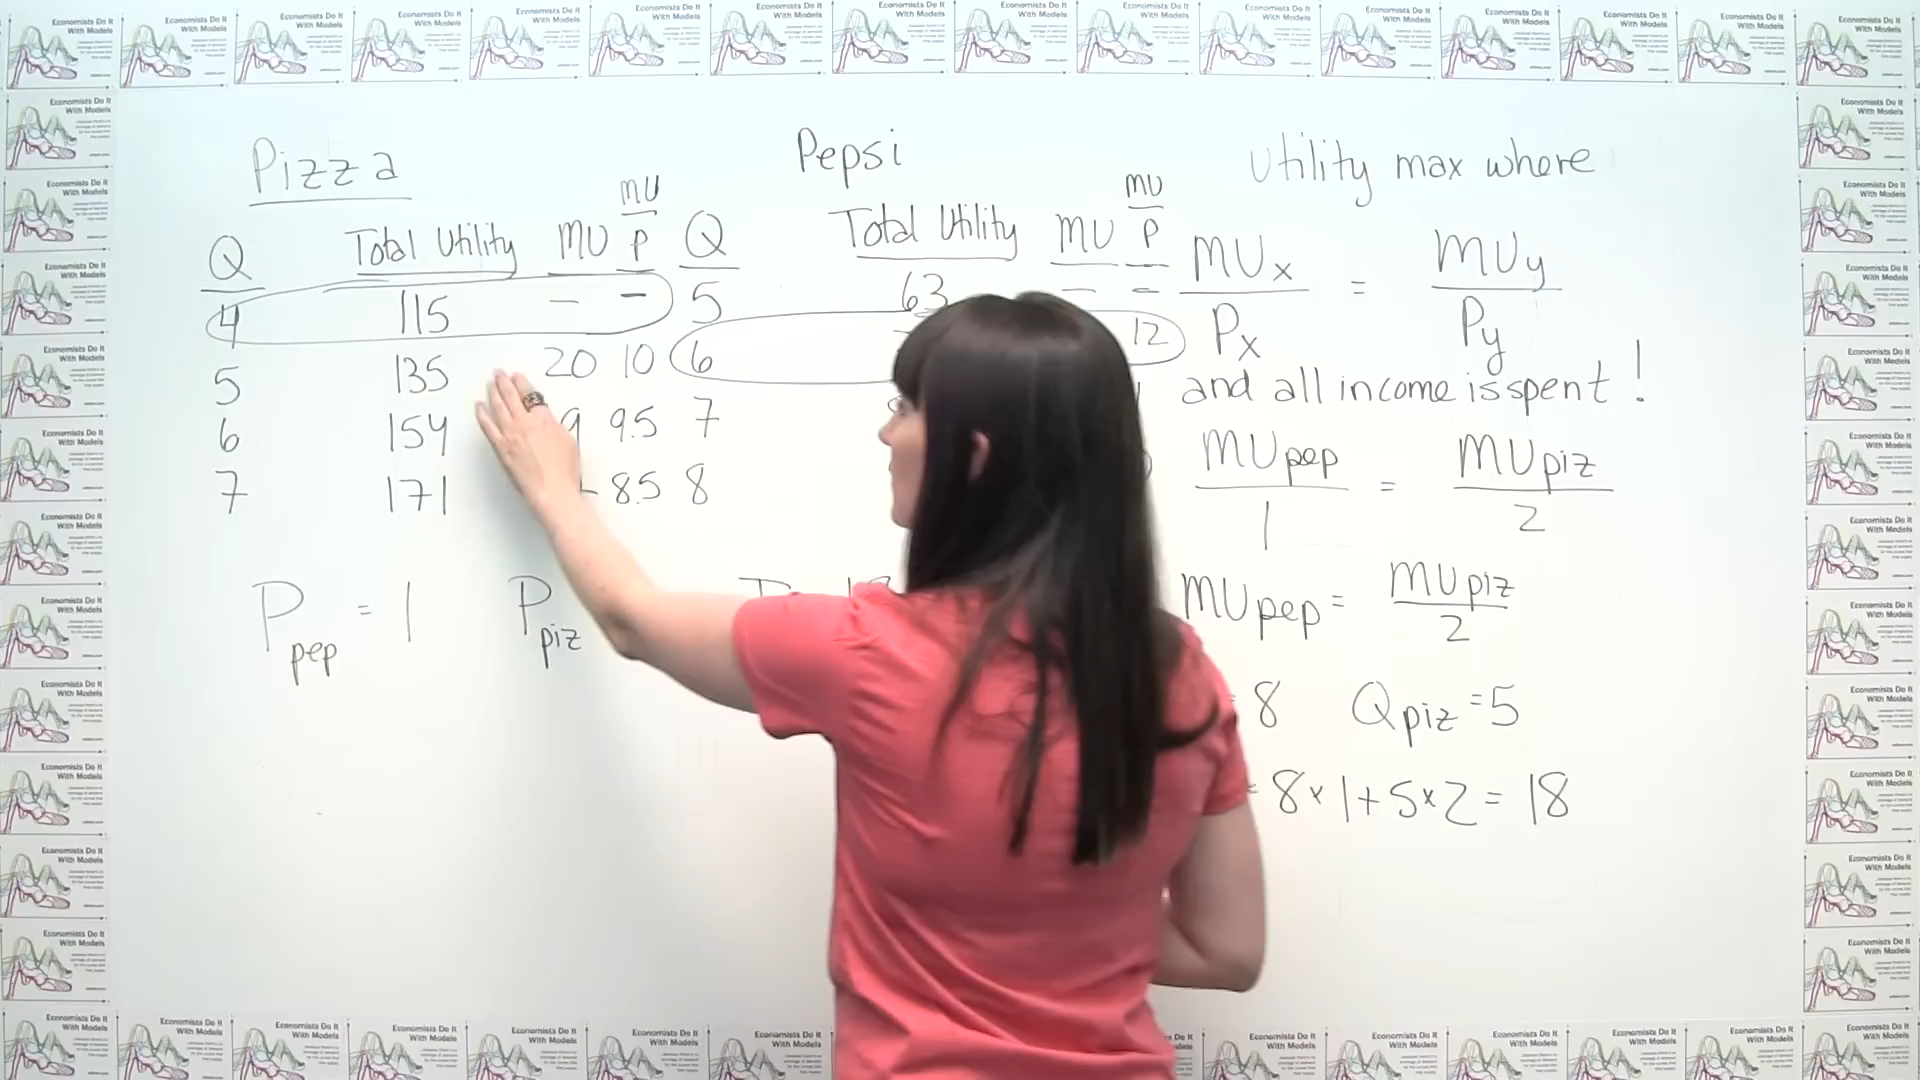 Economists Do It With Models
Pizza
Q Total Utility MU MU/P
4 115 – –
5 135 20 10
6 154 9.5
7 171 8.5
Pepsi
Q Total Utility MU MU/P
5 63 – –
6 12
7
8
P pep = 1 P piz
Utility max where
MUx/Px = MUy/Py
and all income is spent!
MUpep/1 = MUpiz/2
MUpep = MUpiz/2
= 8 Qpiz = 5
= 8 x 1 + 5 x 2 = 18